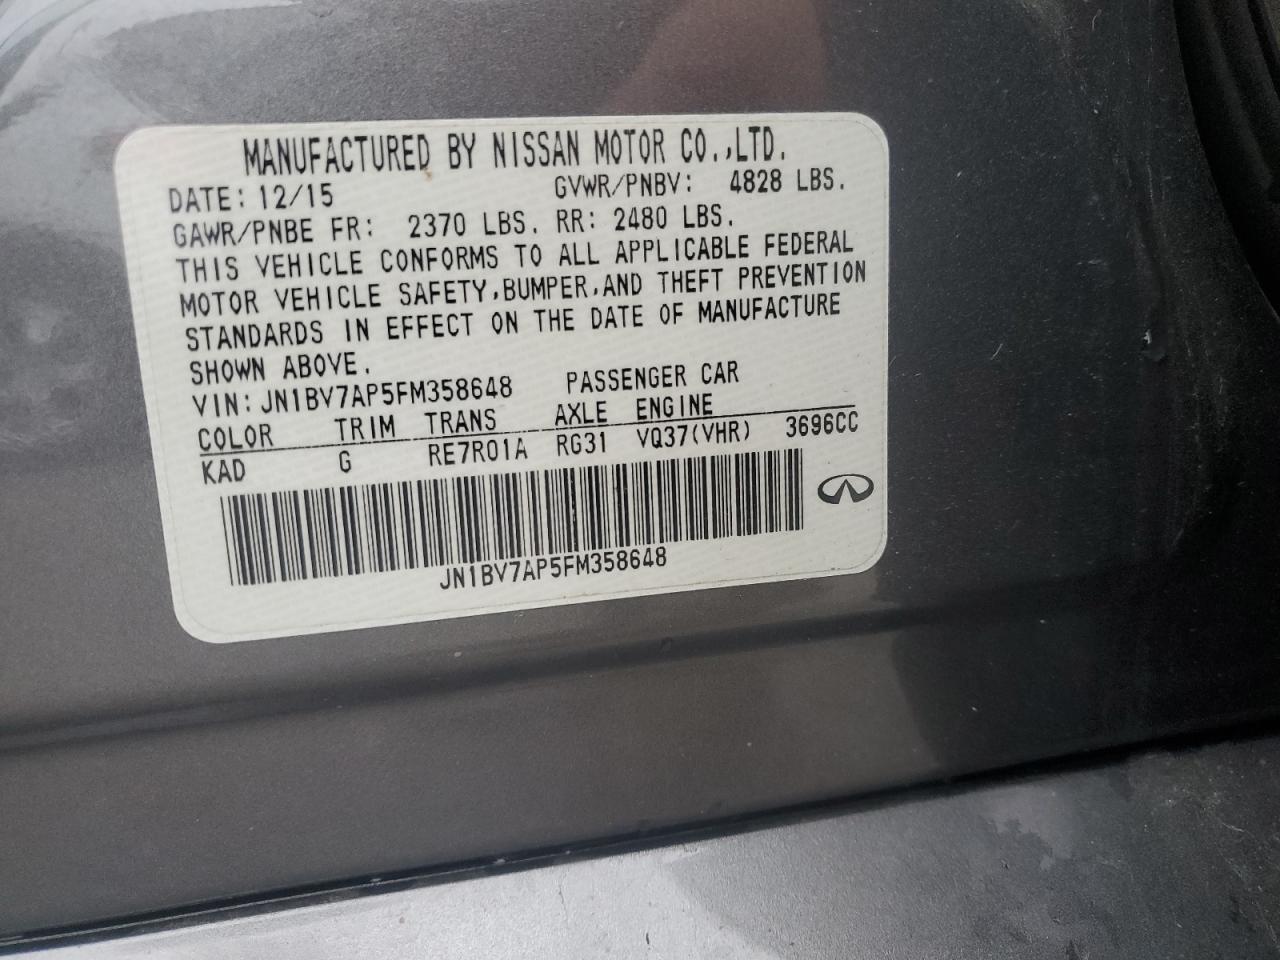 MANUFACTURED BY NISSAN MOTOR CO.,LTD.
DATE: 12/15 GVWR/PNBV: 4828 LBS.
GAWR/PNBE FR: 2370 LBS. RR: 2480 LBS.
THIS VEHICLE CONFORMS TO ALL APPLICABLE FEDERAL
MOTOR VEHICLE SAFETY,BUMPER,AND THEFT PREVENTION
STANDARDS IN EFFECT ON THE DATE OF MANUFACTURE
SHOWN ABOVE.
VIN: JN1BV7AP5FM358648 PASSENGER CAR
COLOR TRIM TRANS AXLE ENGINE
KAD G RE7R01A RG31 VQ37(VHR) 3696CC
JN1BV7AP5FM358648